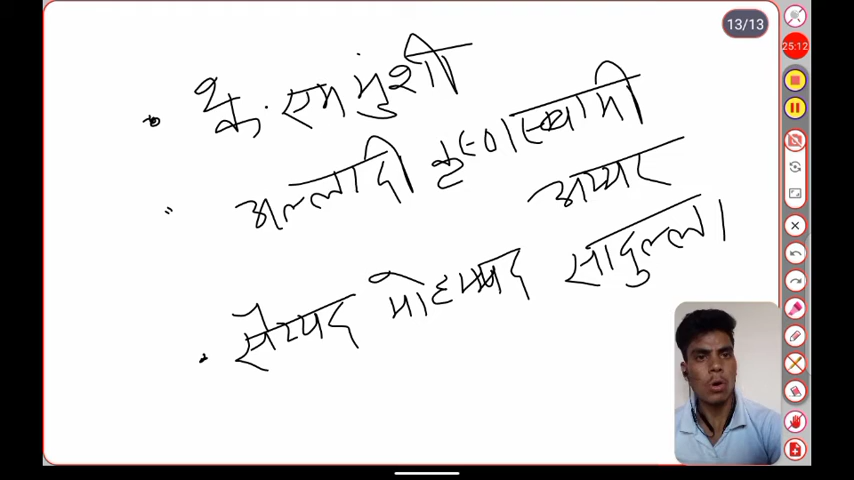 13/13
25:12
• के. एम मुंशी
" अल्लादी कृष्णास्वामी
अय्यर
• सैय्यद मोहम्मद सादुल्ला